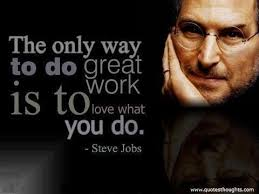 The only way
to do great
work
is to love what
you do.
- Steve Jobs
www.quotesthoughts.com